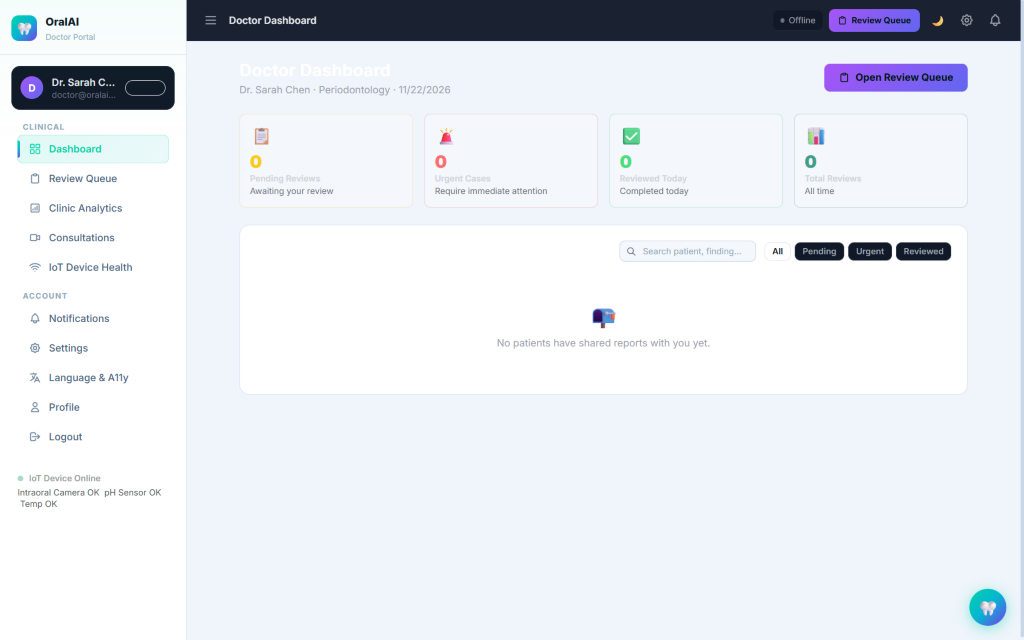 OralAI
Doctor Portal
D
Dr. Sarah C...
doctor@oralai...
CLINICAL
Dashboard
Review Queue
Clinic Analytics
Consultations
IoT Device Health
ACCOUNT
Notifications
Settings
Language & A11y
Profile
Logout
IoT Device Online
Intraoral Camera OK pH Sensor OK
Temp OK
Doctor Dashboard
Offline
Review Queue
Doctor Dashboard
Dr. Sarah Chen · Periodontology · 11/22/2026
Open Review Queue
0
Pending Reviews
Awaiting your review
0
Urgent Cases
Require immediate attention
0
Reviewed Today
Completed today
0
Total Reviews
All time
Search patient, finding...
All
Pending
Urgent
Reviewed
No patients have shared reports with you yet.